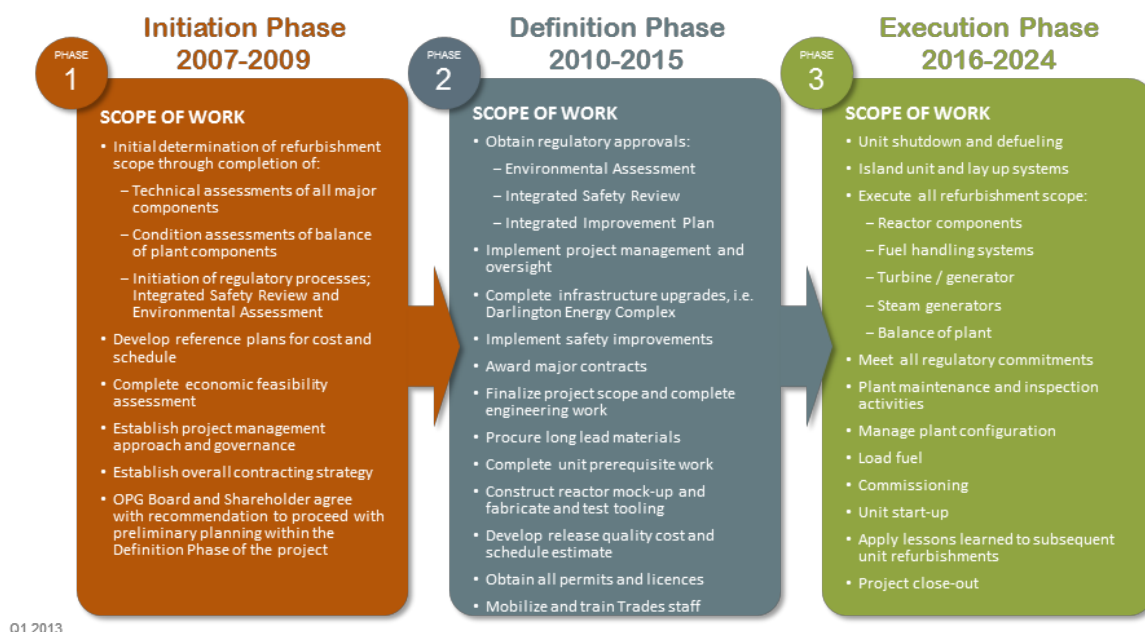 Initiation Phase
2007-2009
PHASE
1
SCOPE OF WORK
• Initial determination of refurbishment
scope through completion of:
– Technical assessments of all major
components
– Condition assessments of balance
of plant components
– Initiation of regulatory processes;
Integrated Safety Review and
Environmental Assessment
• Develop reference plans for cost and
schedule
• Complete economic feasibility
assessment
• Establish project management
approach and governance
• Establish overall contracting strategy
• OPG Board and Shareholder agree
with recommendation to proceed with
preliminary planning within the
Definition Phase of the project
Definition Phase
2010-2015
PHASE
2
SCOPE OF WORK
• Obtain regulatory approvals:
– Environmental Assessment
– Integrated Safety Review
– Integrated Improvement Plan
• Implement project management and
oversight
• Complete infrastructure upgrades, i.e.
Darlington Energy Complex
• Implement safety improvements
• Award major contracts
• Finalize project scope and complete
engineering work
• Procure long lead materials
• Complete unit prerequisite work
• Construct reactor mock-up and
fabricate and test tooling
• Develop release quality cost and
schedule estimate
• Obtain all permits and licences
• Mobilize and train Trades staff
Execution Phase
2016-2024
PHASE
3
SCOPE OF WORK
• Unit shutdown and defueling
• Island unit and lay up systems
• Execute all refurbishment scope:
– Reactor components
– Fuel handling systems
– Turbine / generator
– Steam generators
– Balance of plant
• Meet all regulatory commitments
• Plant maintenance and inspection
activities
• Manage plant configuration
• Load fuel
• Commissioning
• Unit start-up
• Apply lessons learned to subsequent
unit refurbishments
• Project close-out
Q1 2013